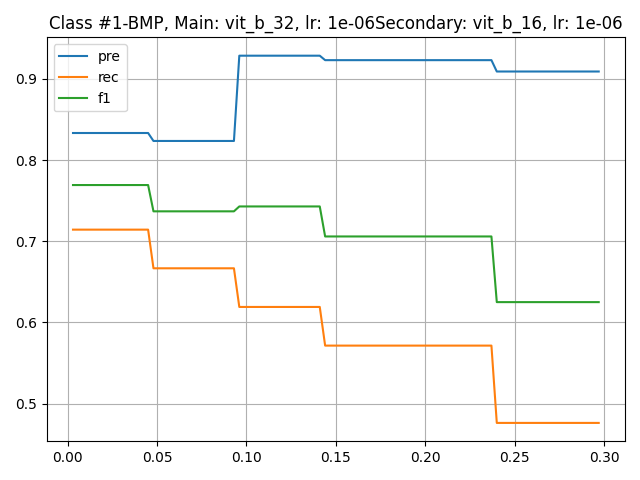 Class #1-BMP, Main: vit_b_32, lr: 1e-06Secondary: vit_b_16, lr: 1e-06
pre
rec
f1
0.9
0.8
0.7
0.6
0.5
0.00 0.05 0.10 0.15 0.20 0.25 0.30